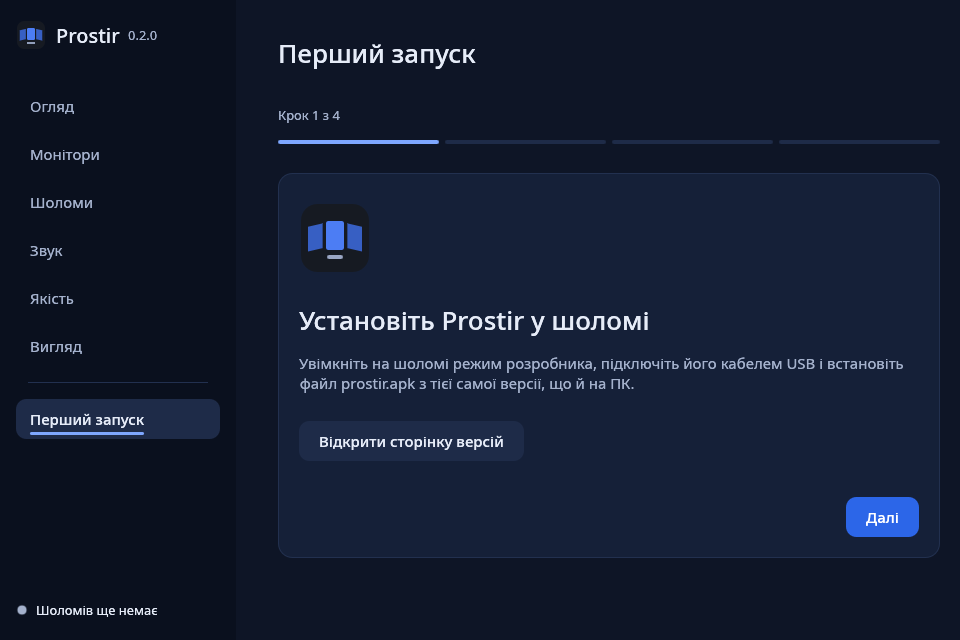 Prostir 0.2.0
Огляд
Монітори
Шоломи
Звук
Якість
Вигляд
Перший запуск
Шоломів ще немає
Перший запуск
Крок 1 з 4
Установіть Prostir у шоломі
Увімкніть на шоломі режим розробника, підключіть його кабелем USB і встановіть
файл prostir.apk з тієї самої версії, що й на ПК.
Відкрити сторінку версій
Далі